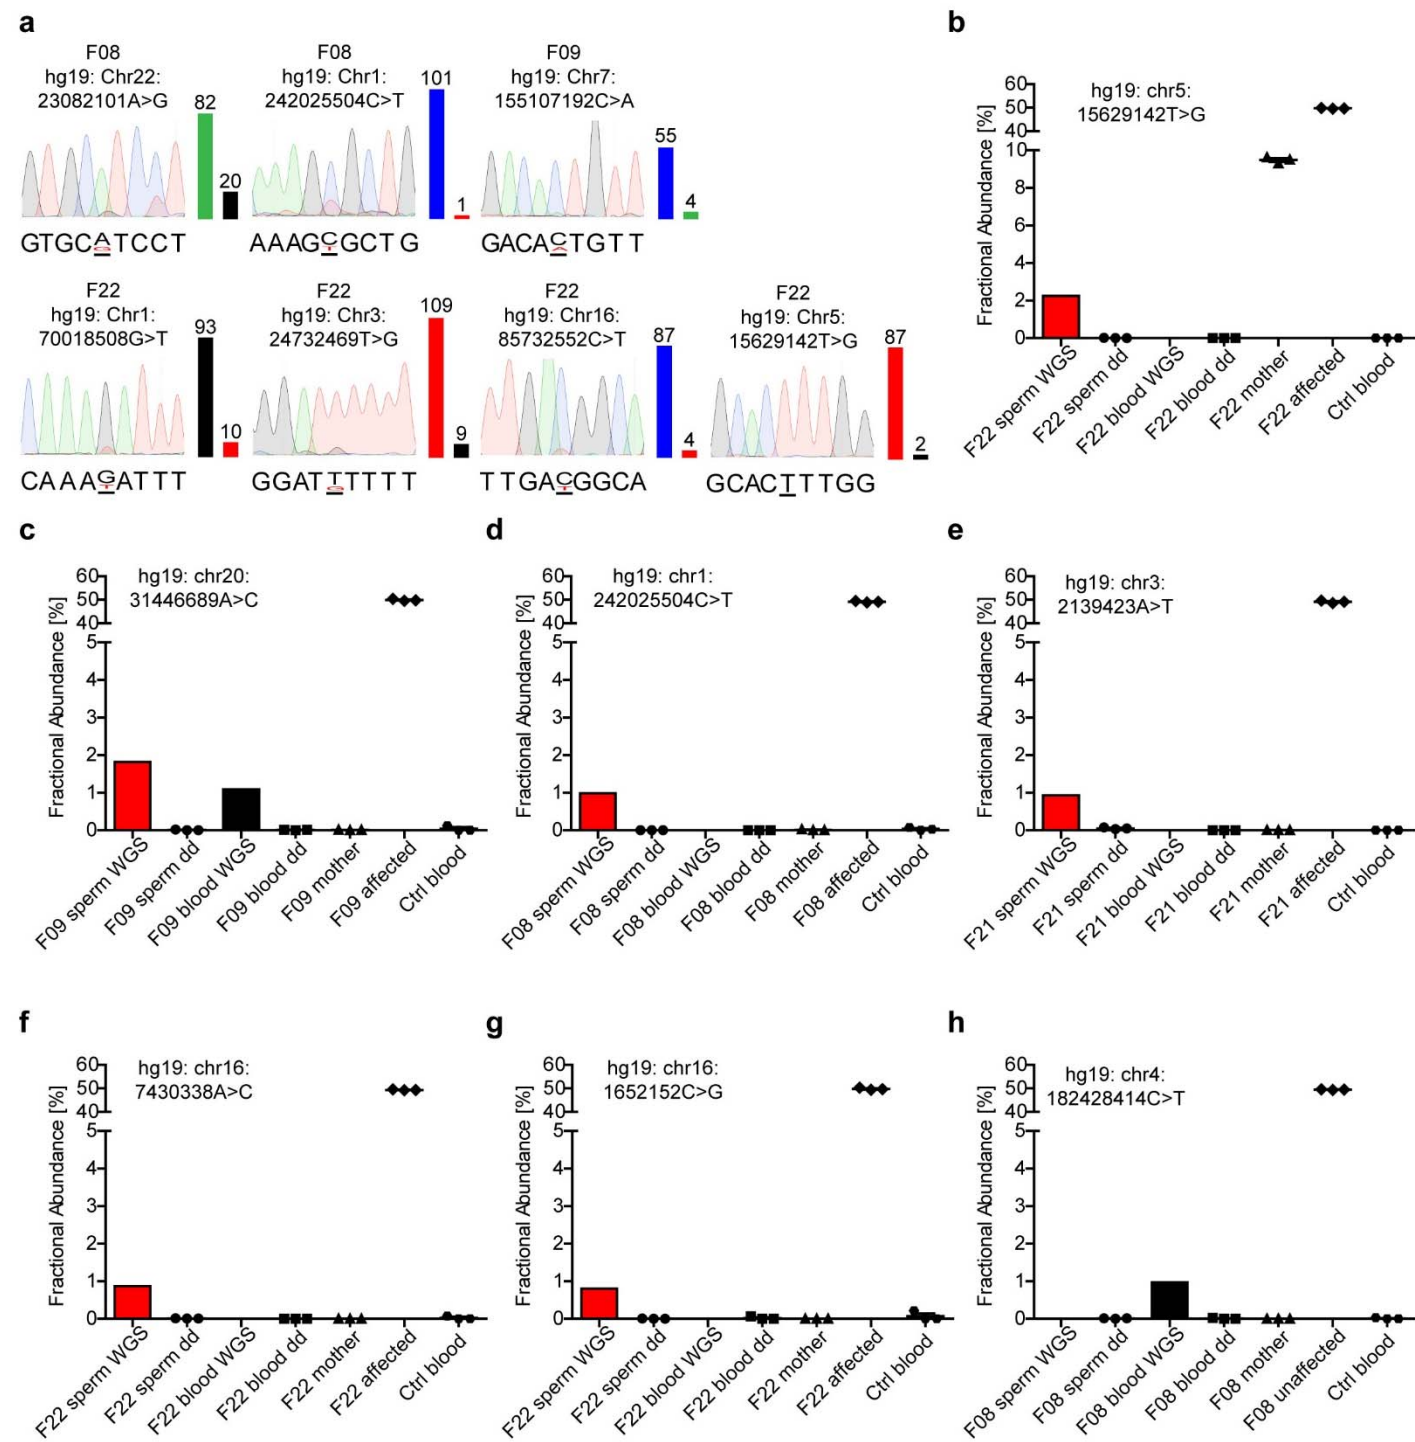 a
F08
hg19: Chr22:
23082101A>G
82
20
GTGCATCCT
G
F08
hg19: Chr1:
242025504C>T
101
1
AAAGCGCTG
T
F09
hg19: Chr7:
155107192C>A
55
4
GACACTGTT
A
F22
hg19: Chr1:
70018508G>T
93
10
CAAAGATTT
T
F22
hg19: Chr3:
24732469T>G
109
9
GGATTTTTT
G
F22
hg19: Chr16:
85732552C>T
87
4
TTGACGGCA
T
F22
hg19: Chr5:
15629142T>G
87
2
GCACTTTGG
b
hg19: chr5:
15629142T>G
Fractional Abundance [%]
60
50
40
10
8
6
4
2
0
F22 sperm WGS
F22 sperm dd
F22 blood WGS
F22 blood dd
F22 mother
F22 affected
Ctrl blood
c
hg19: chr20:
31446689A>C
Fractional Abundance [%]
60
50
40
5
4
3
2
1
0
F09 sperm WGS
F09 sperm dd
F09 blood WGS
F09 blood dd
F09 mother
F09 affected
Ctrl blood
d
hg19: chr1:
242025504C>T
Fractional Abundance [%]
60
50
40
5
4
3
2
1
0
F08 sperm WGS
F08 sperm dd
F08 blood WGS
F08 blood dd
F08 mother
F08 affected
Ctrl blood
e
hg19: chr3:
2139423A>T
Fractional Abundance [%]
60
50
40
5
4
3
2
1
0
F21 sperm WGS
F21 sperm dd
F21 blood WGS
F21 blood dd
F21 mother
F21 affected
Ctrl blood
f
hg19: chr16:
7430338A>C
Fractional Abundance [%]
60
50
40
5
4
3
2
1
0
F22 sperm WGS
F22 sperm dd
F22 blood WGS
F22 blood dd
F22 mother
F22 affected
Ctrl blood
g
hg19: chr16:
1652152C>G
Fractional Abundance [%]
60
50
40
5
4
3
2
1
0
F22 sperm WGS
F22 sperm dd
F22 blood WGS
F22 blood dd
F22 mother
F22 affected
Ctrl blood
h
hg19: chr4:
182428414C>T
Fractional Abundance [%]
60
50
40
5
4
3
2
1
0
F08 sperm WGS
F08 sperm dd
F08 blood WGS
F08 blood dd
F08 mother
F08 unaffected
Ctrl blood